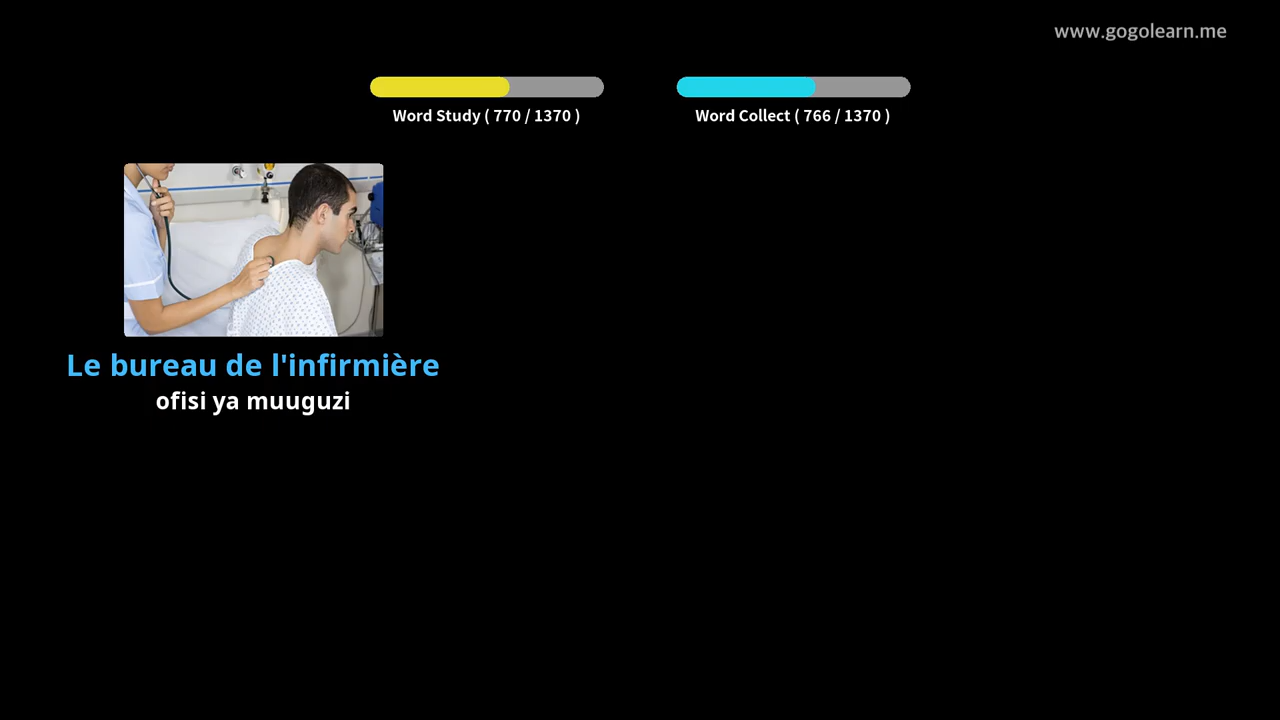 www.gogolearn.me
Word Study ( 770 / 1370 )
Word Collect ( 766 / 1370 )
Le bureau de l'infirmière
ofisi ya muuguzi